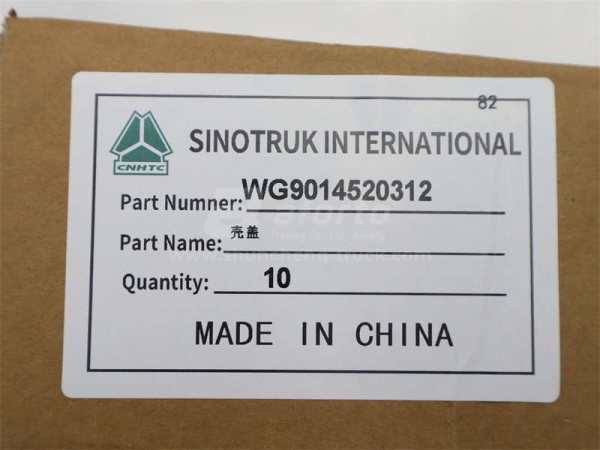 82
SINOTRUK INTERNATIONAL
CNHTC
Part Numner: WG9014520312
Part Name: 壳盖
Quantity: 10
MADE IN CHINA